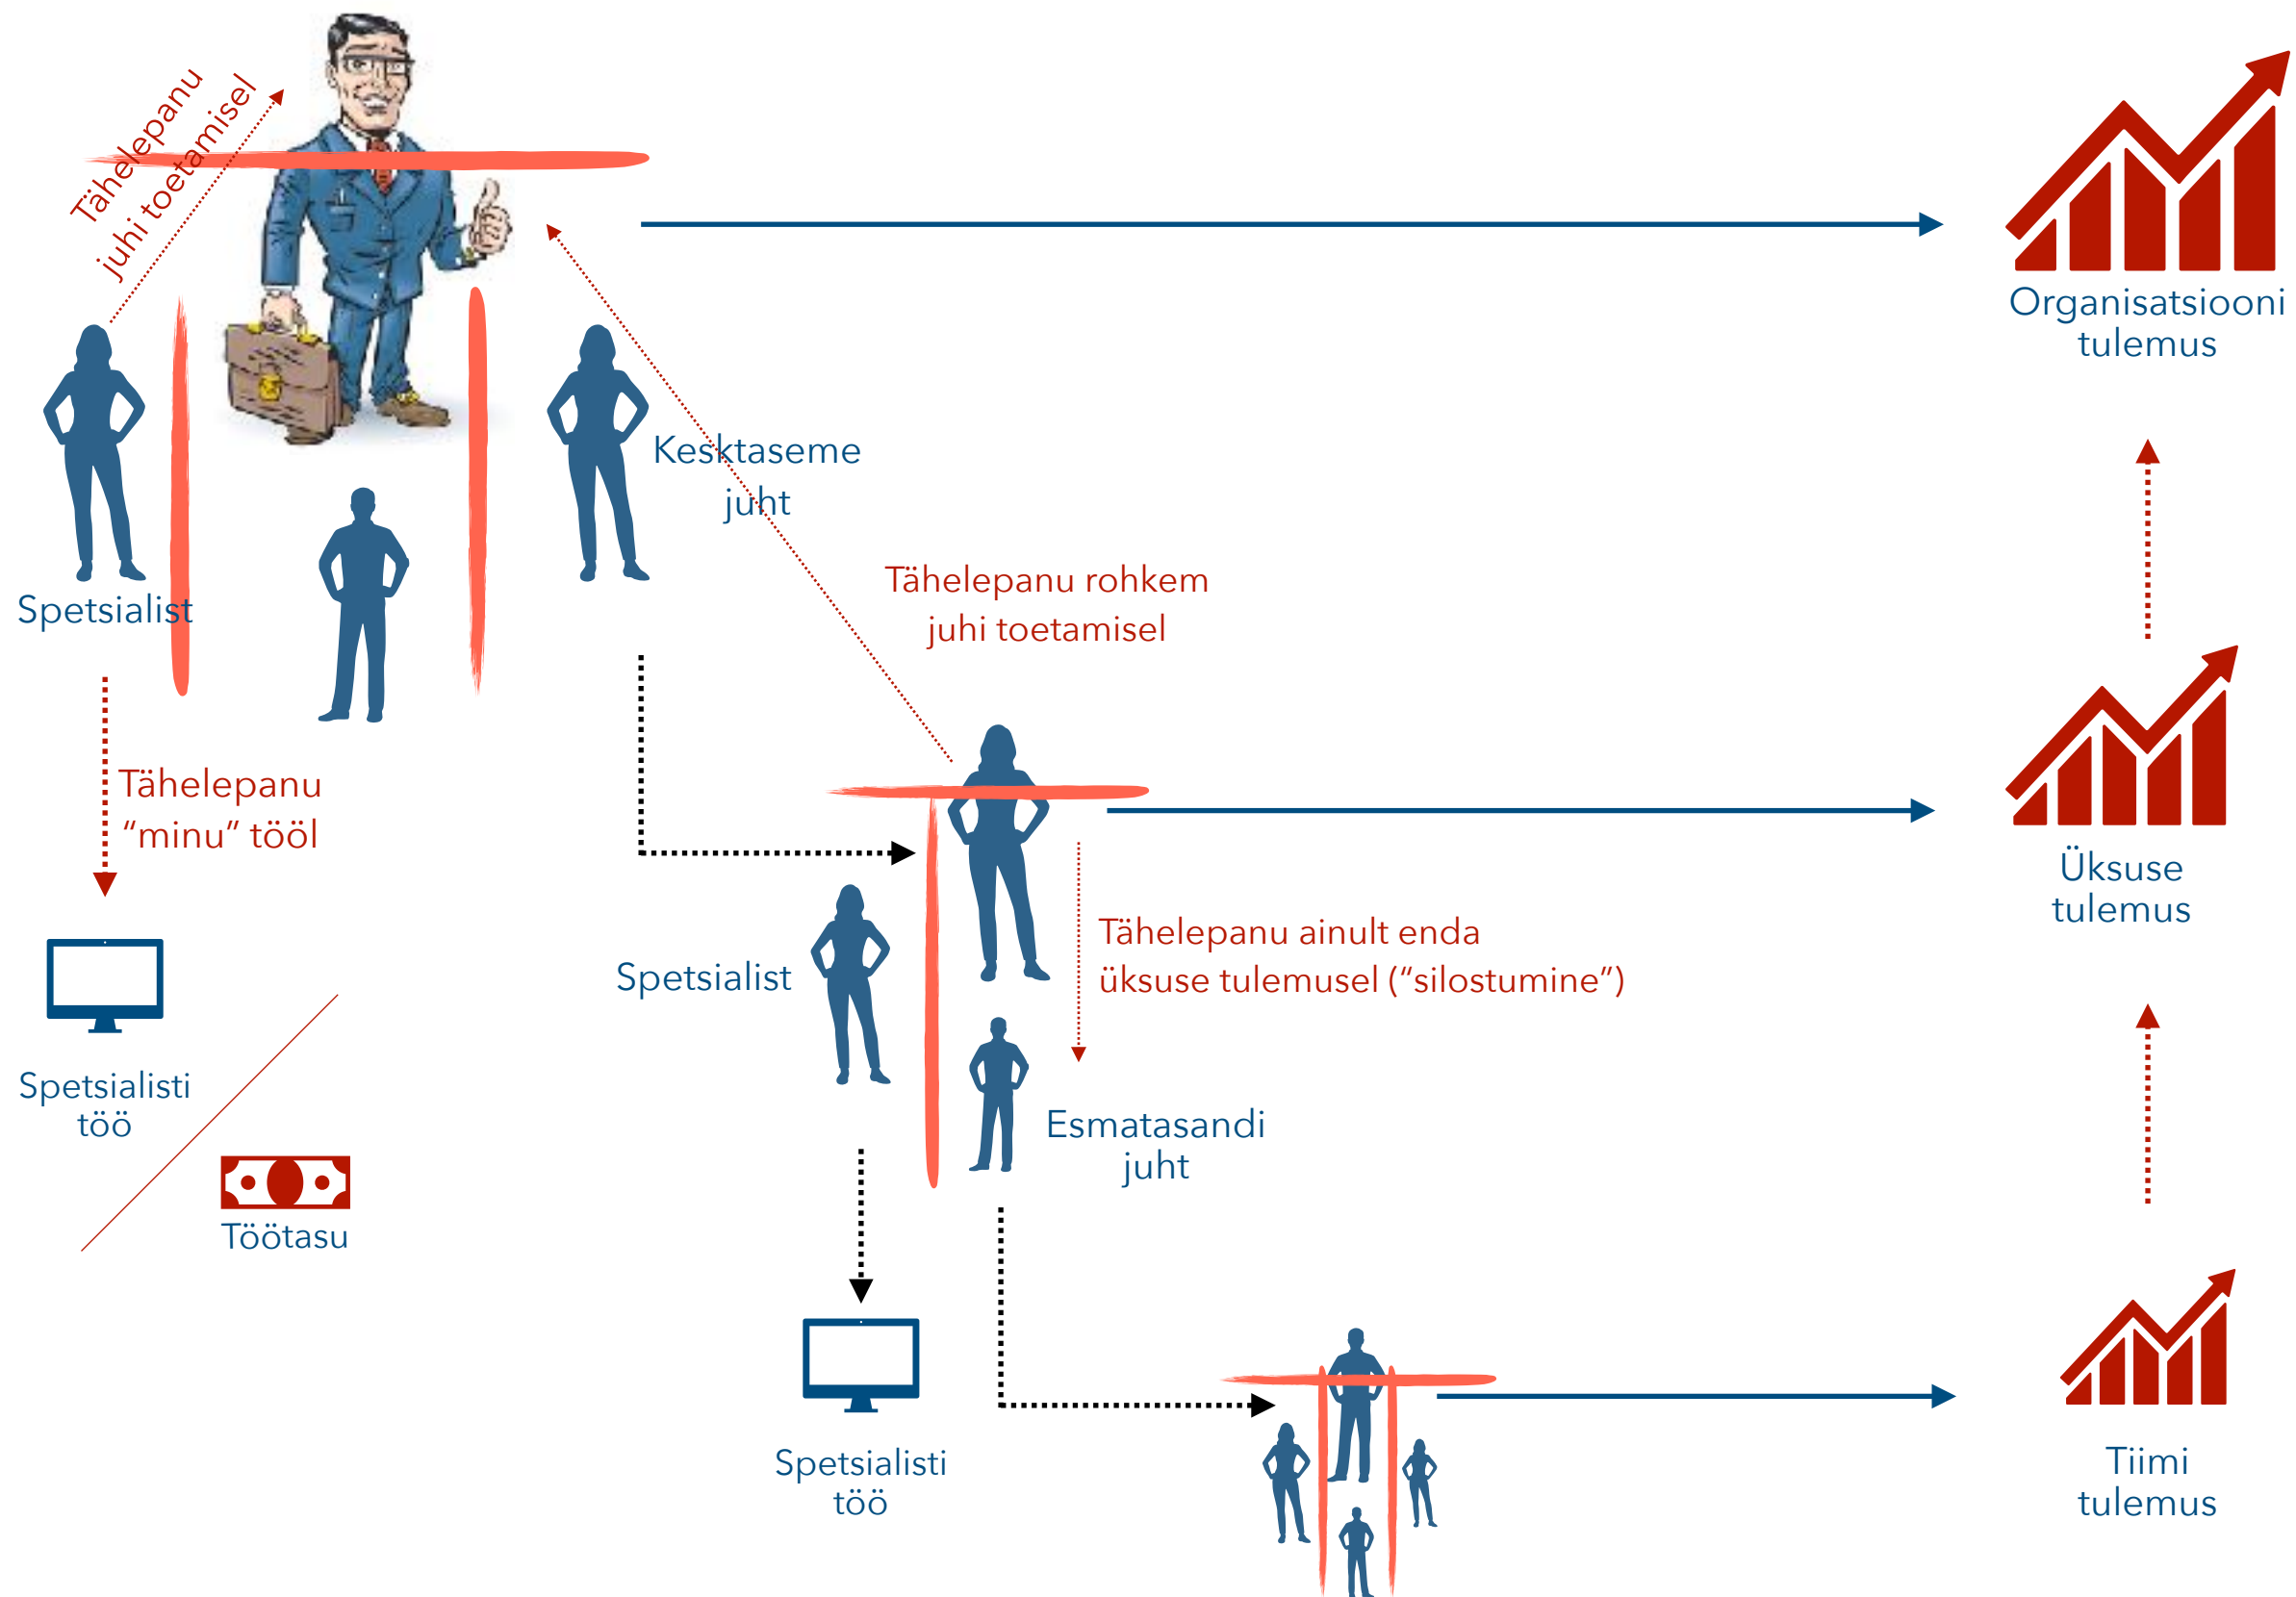 Tähelepanu
juhi toetamisel
Organisatsiooni
tulemus
Kesktaseme
juht
Tähelepanu rohkem
juhi toetamisel
Spetsialist
Tähelepanu
“minu” tööl
Üksuse
tulemus
Tähelepanu ainult enda
üksuse tulemusel (“silostumine”)
Spetsialist
Spetsialisti
töö
Esmatasandi
juht
Töötasu
Spetsialisti
töö
Tiimi
tulemus